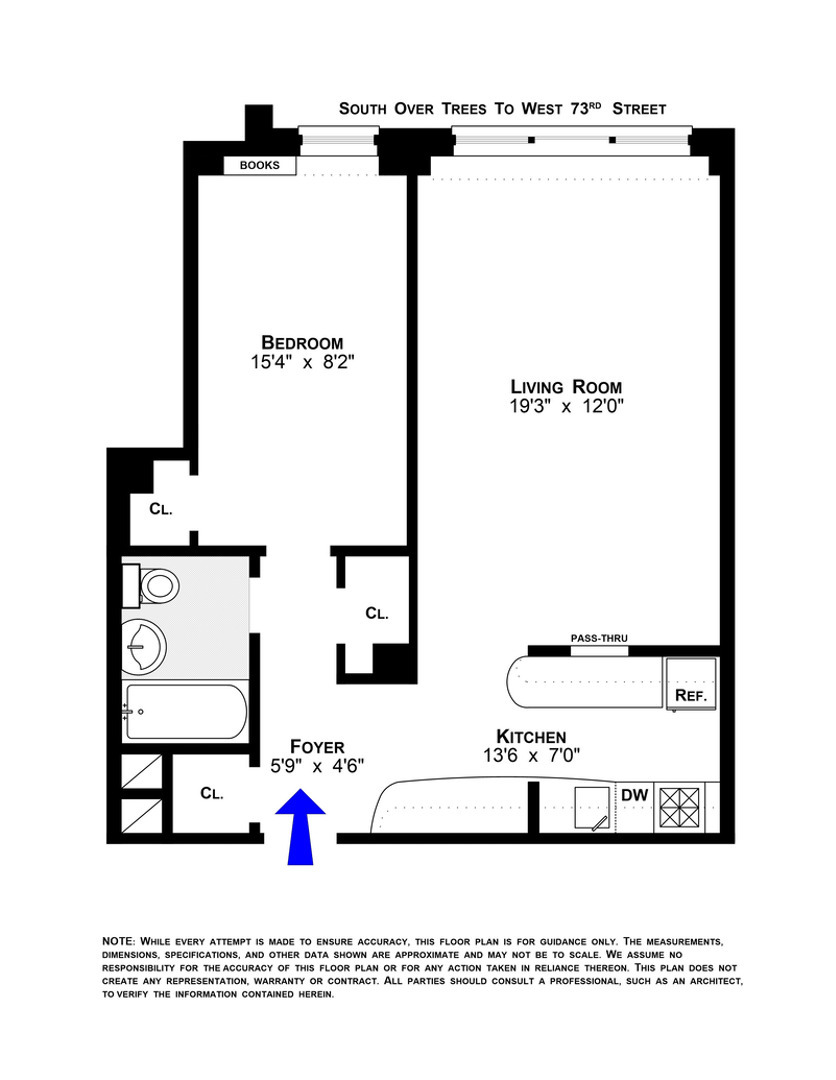 South Over Trees To West 73RD Street
BOOKS
Bedroom
15'4" x 8'2"
Living Room
19'3" x 12'0"
Cl.
Cl.
PASS-THRU
Ref.
Kitchen
13'6 x 7'0"
Foyer
5'9" x 4'6"
Cl.
DW
NOTE: While every attempt is made to ensure accuracy, this floor plan is for guidance only. The measurements,
dimensions, specifications, and other data shown are approximate and may not be to scale. We assume no
responsibility for the accuracy of this floor plan or for any action taken in reliance thereon. This plan does not
create any representation, warranty or contract. All parties should consult a professional, such as an architect,
to verify the information contained herein.